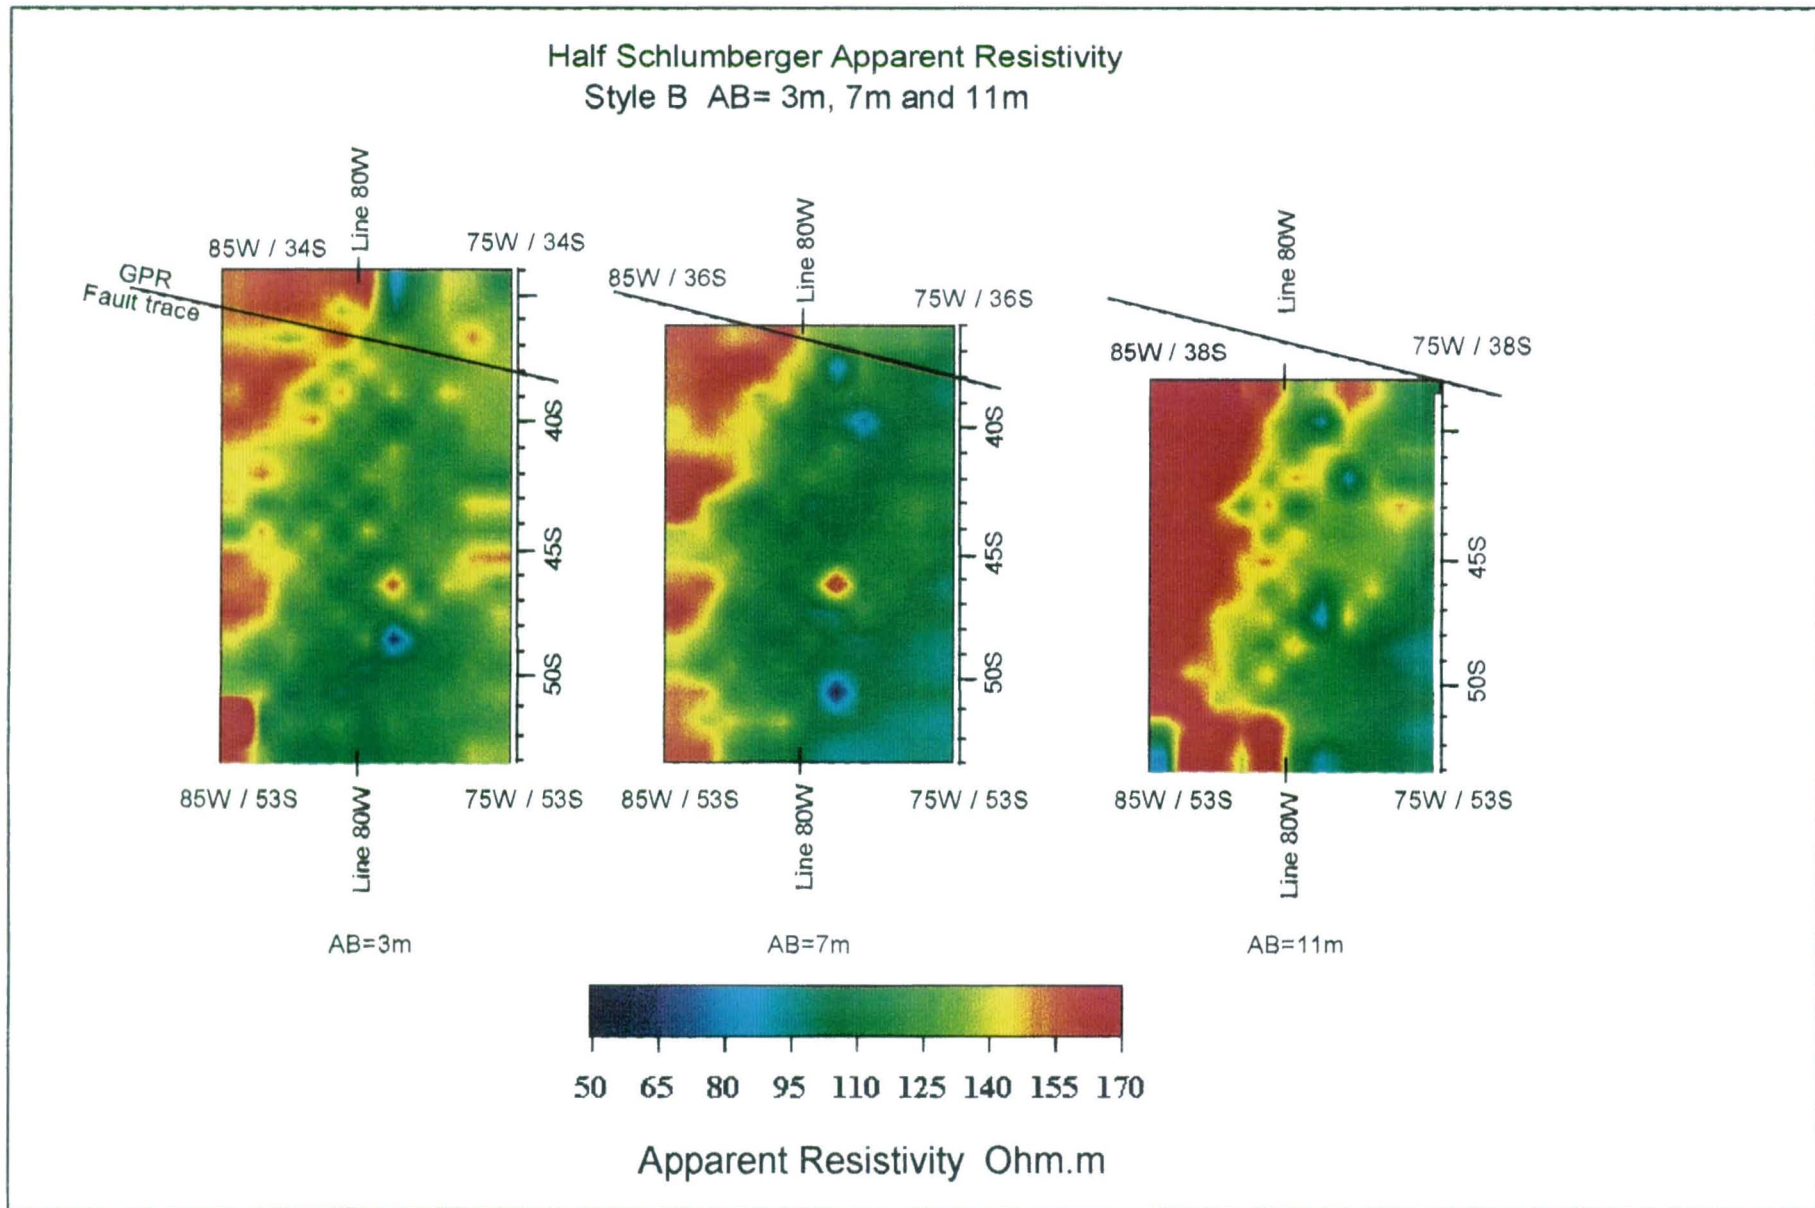 Half Schlumberger Apparent Resistivity
Style B AB= 3m, 7m and 11m
Line 80W
85W / 34S
75W / 34S
GPR
Fault trace
40S
45S
50S
85W / 53S
75W / 53S
Line 80W
AB=3m
Line 80W
85W / 36S
75W / 36S
40S
45S
50S
85W / 53S
75W / 53S
Line 80W
AB=7m
Line 80W
85W / 38S
75W / 38S
45S
50S
85W / 53S
75W / 53S
Line 80W
AB=11m
50 65 80 95 110 125 140 155 170
Apparent Resistivity Ohm.m